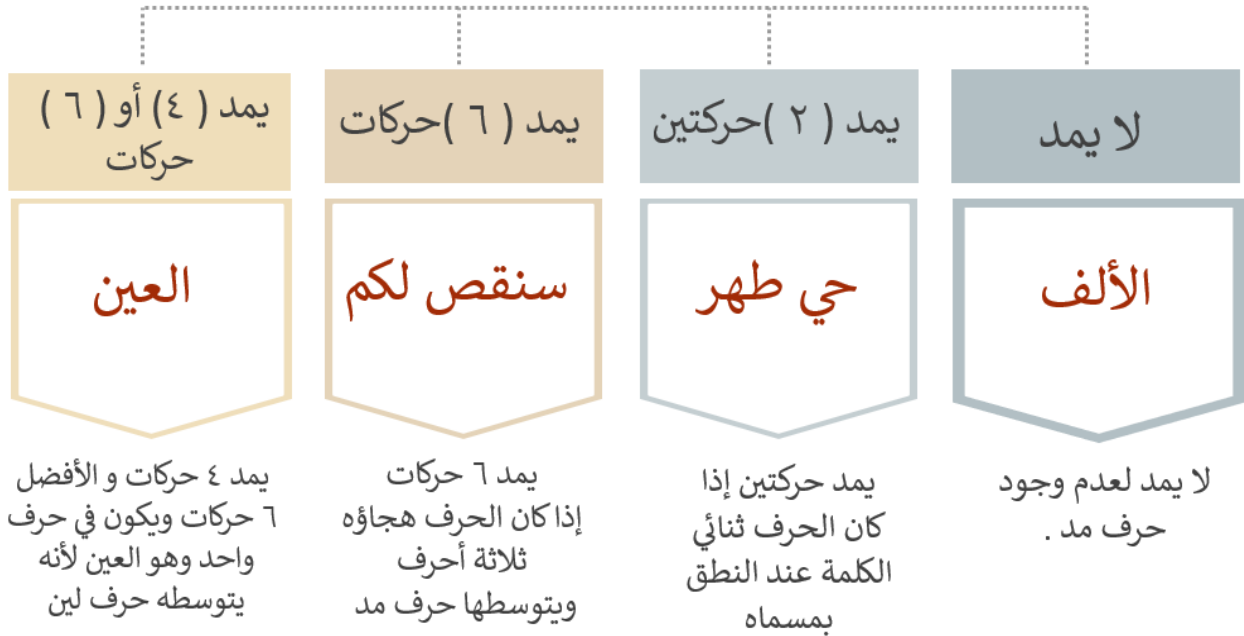 لا يمد
يمد ( ٢ )حركتين
يمد ( ٦ )حركات
يمد ( ٤) أو ( ٦ )
حركات
الألف
حي طهر
سنقص لكم
العين
لا يمد لعدم وجود
حرف مد .
يمد حركتين إذا
كان الحرف ثنائي
الكلمة عند النطق
بمسماه
يمد ٦ حركات
إذا كان الحرف هجاؤه
ثلاثة أحرف
ويتوسطها حرف مد
يمد ٤ حركات و الأفضل
٦ حركات ويكون في حرف
واحد وهو العين لأنه
يتوسطه حرف لين